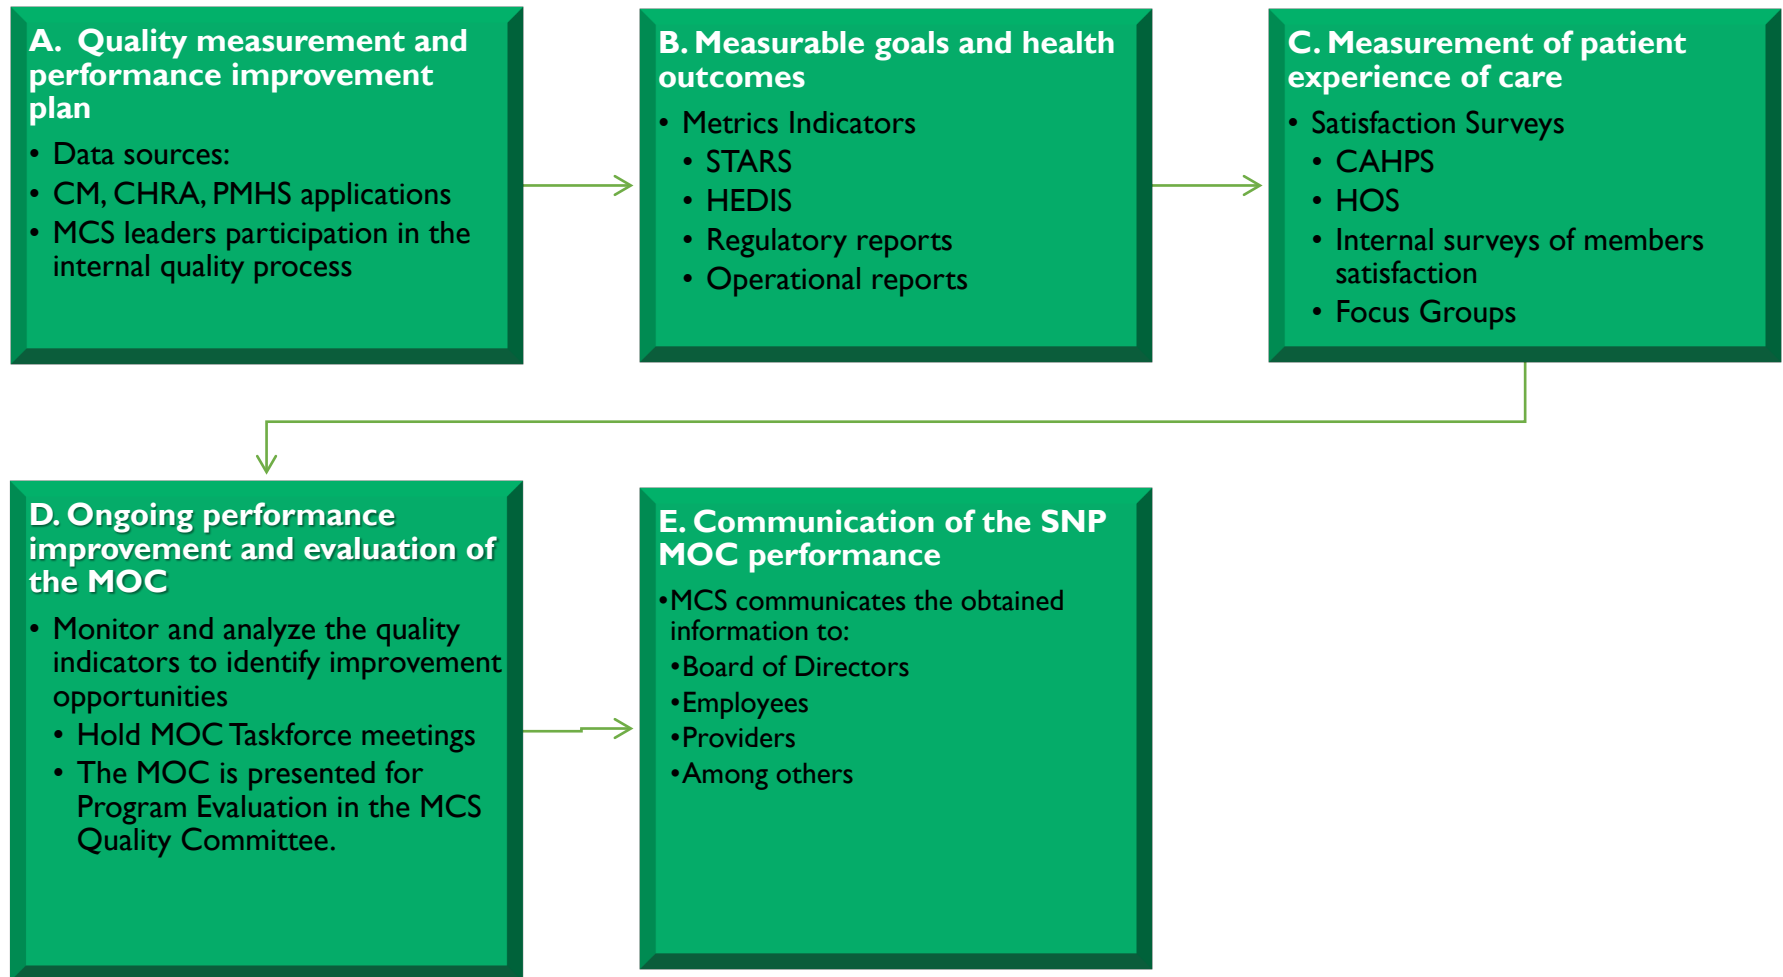 A. Quality measurement and
performance improvement
plan
• Data sources:
• CM, CHRA, PMHS applications
• MCS leaders participation in the
internal quality process
B. Measurable goals and health
outcomes
• Metrics Indicators
• STARS
• HEDIS
• Regulatory reports
• Operational reports
C. Measurement of patient
experience of care
• Satisfaction Surveys
• CAHPS
• HOS
• Internal surveys of members
satisfaction
• Focus Groups
D. Ongoing performance
improvement and evaluation of
the MOC
• Monitor and analyze the quality
indicators to identify improvement
opportunities
• Hold MOC Taskforce meetings
• The MOC is presented for
Program Evaluation in the MCS
Quality Committee.
E. Communication of the SNP
MOC performance
•MCS communicates the obtained
information to:
•Board of Directors
•Employees
•Providers
•Among others